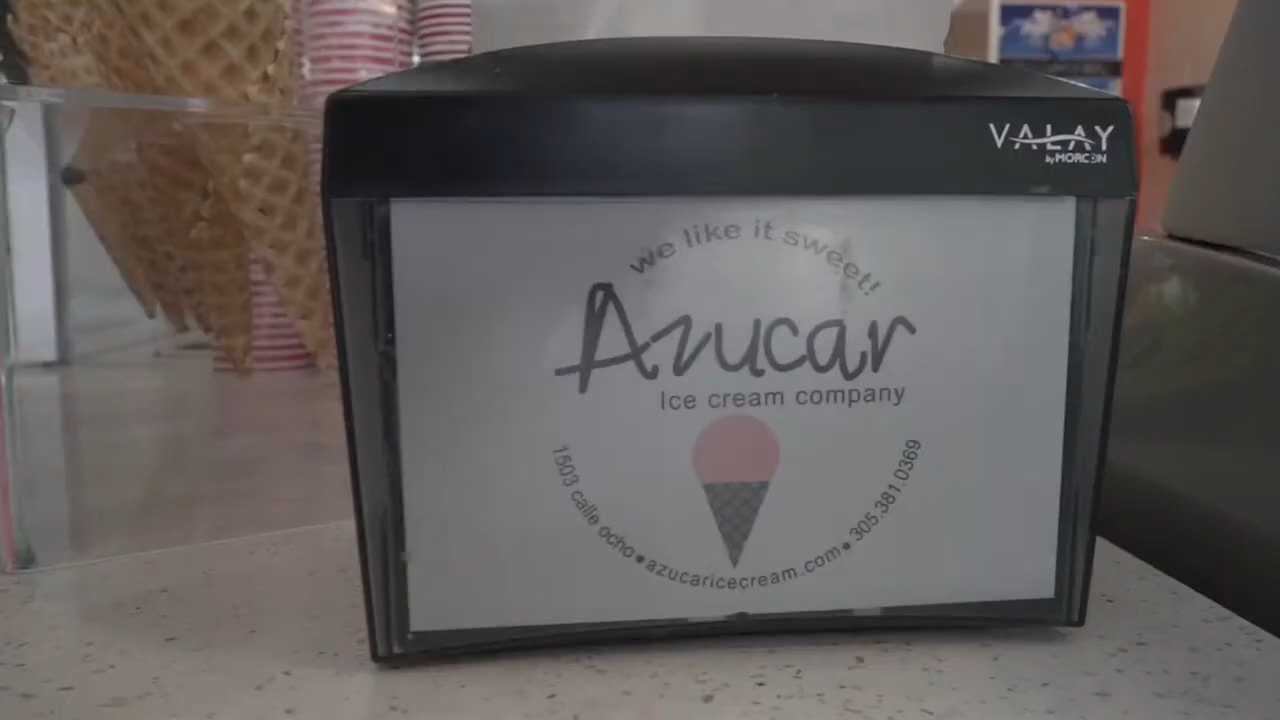 VALAY
by MORCON
we like it sweet!
Azucar
Ice cream company
1503 calle ocho • azucaricecream.com • 305.381.0369